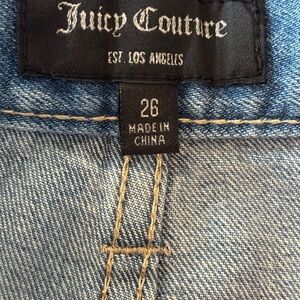 Juicy Couture
EST. LOS ANGELES
26
MADE IN
CHINA